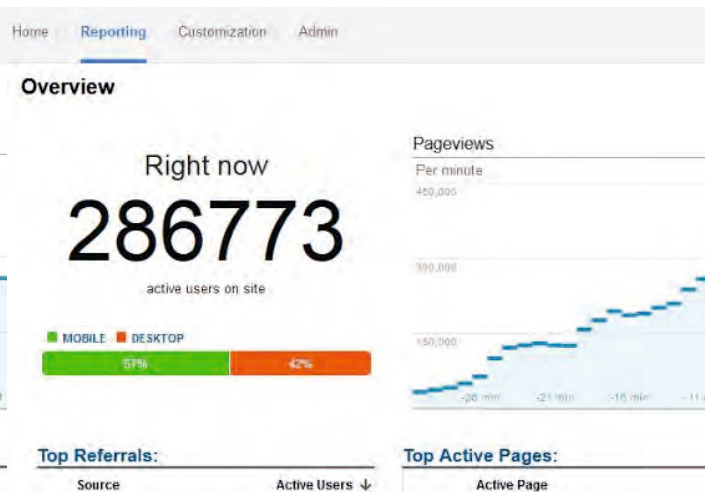 Home Reporting Customization Admin
Overview
Right now
286773
active users on site
MOBILE DESKTOP
57% 42%
Top Referrals:
Source Active Users ↓
Pageviews
Per minute
450,000
300,000
150,000
-26 min -21 min -16 min -11
Top Active Pages:
Active Page